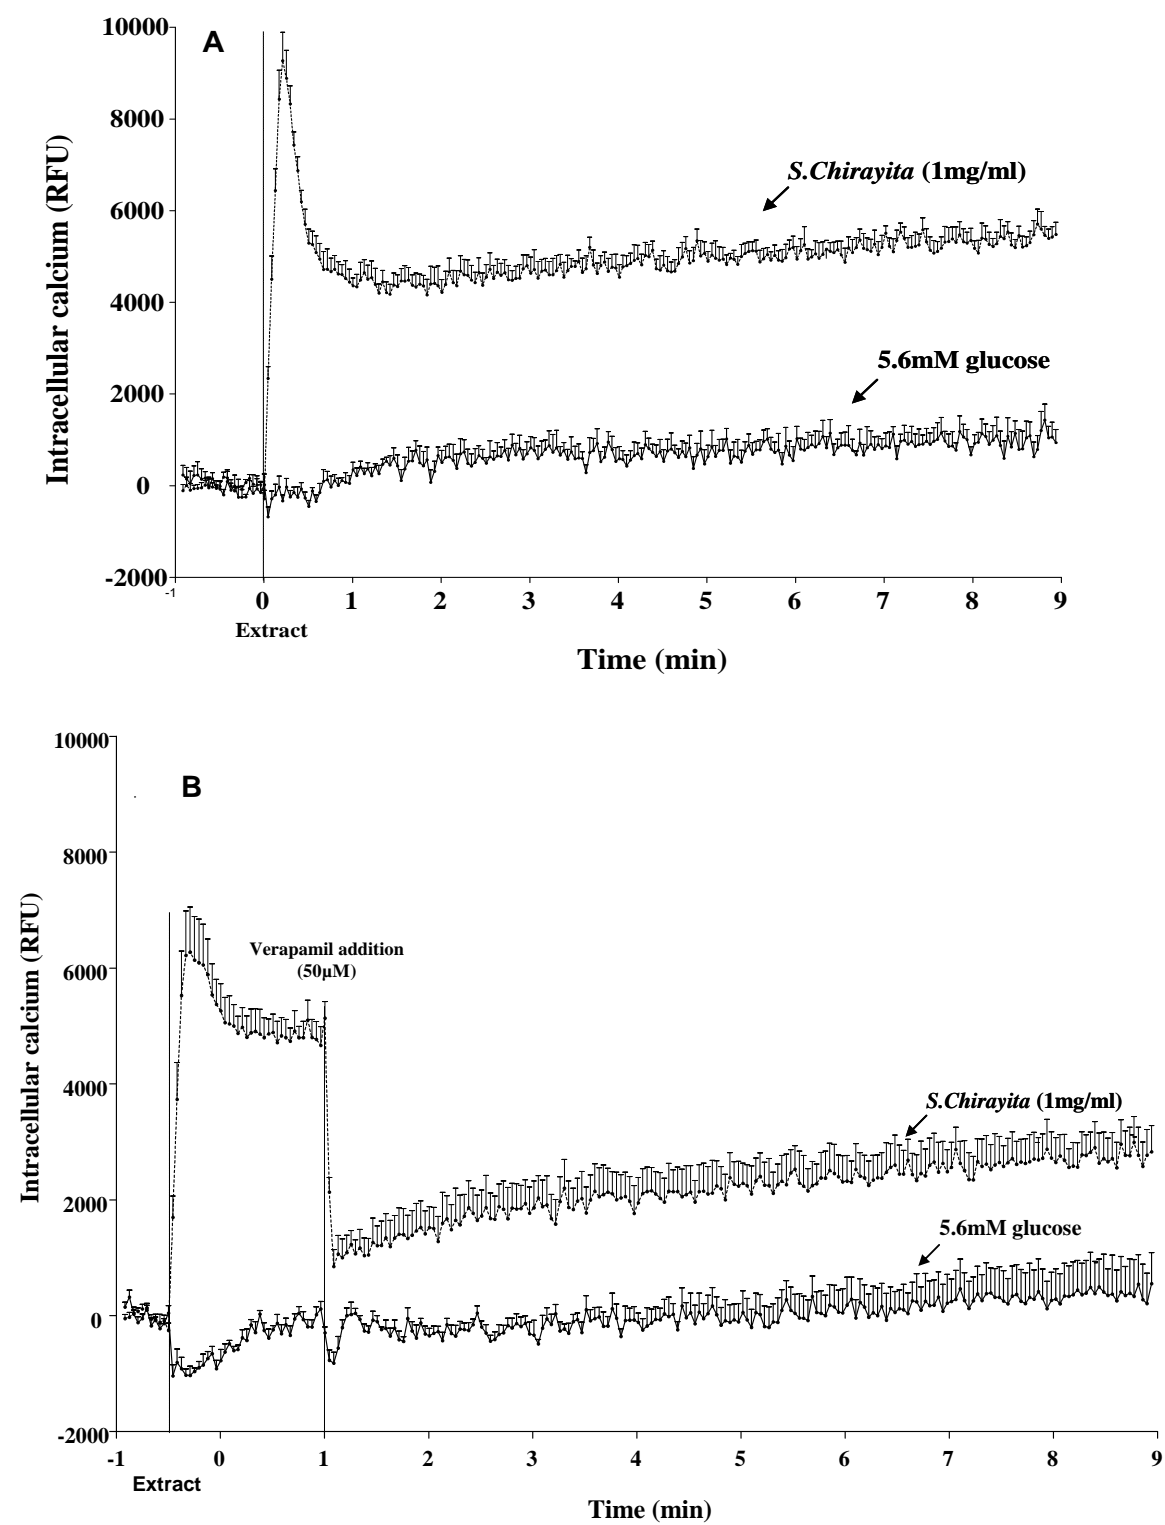 10000
A
8000
S.Chirayita (1mg/ml)
6000
4000
5.6mM glucose
2000
0
-2000
-1 0 1 2 3 4 5 6 7 8 9
Extract
Time (min)
Intracellular calcium (RFU)
10000
B
8000
Verapamil addition
(50µM)
6000
4000
S.Chirayita (1mg/ml)
2000
5.6mM glucose
0
-2000
-1 0 1 2 3 4 5 6 7 8 9
Extract
Time (min)
Intracellular calcium (RFU)